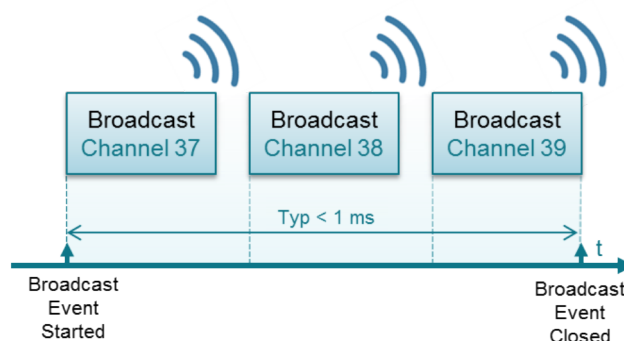 Broadcast
Channel 37
Broadcast
Channel 38
Broadcast
Channel 39
Typ < 1 ms
t
Broadcast
Event
Started
Broadcast
Event
Closed